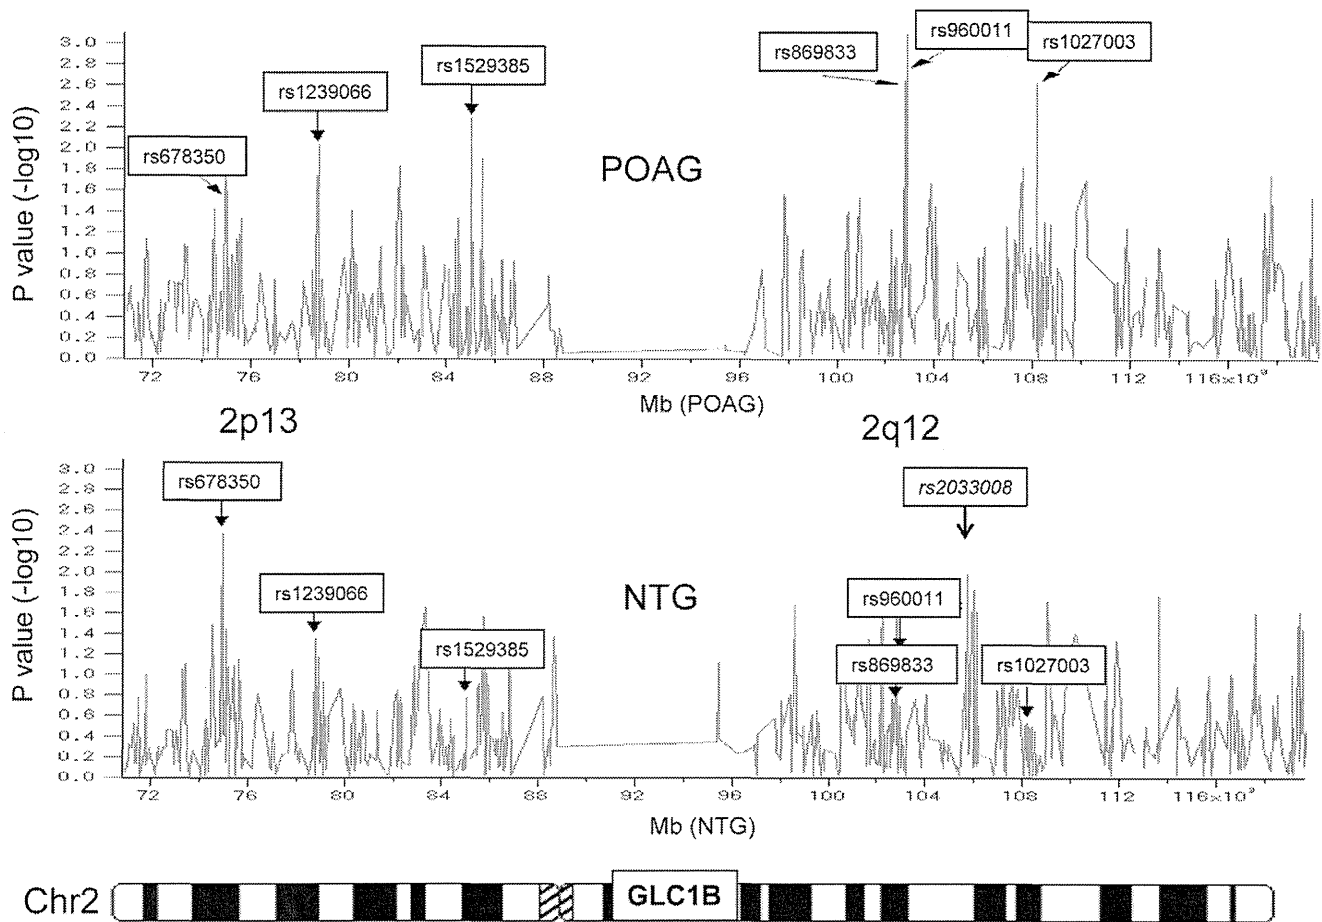 rs960011
rs869833
rs1027003
rs1529385
rs1239066
rs678350
POAG
P value (-log10)
3.0
2.8
2.6
2.4
2.2
2.0
1.8
1.6
1.4
1.2
1.0
0.8
0.6
0.4
0.2
0.0
72 76 80 84 88 92 96 100 104 108 112 116×10⁹
Mb (POAG)
2p13 2q12
rs678350
rs2033008
rs1239066
NTG
rs960011
rs1529385
rs869833
rs1027003
P value (-log10)
3.0
2.8
2.6
2.4
2.2
2.0
1.8
1.6
1.4
1.2
1.0
0.8
0.6
0.4
0.2
0.0
72 76 80 84 88 92 96 100 104 108 112 116×10⁹
Mb (NTG)
Chr2 GLC1B